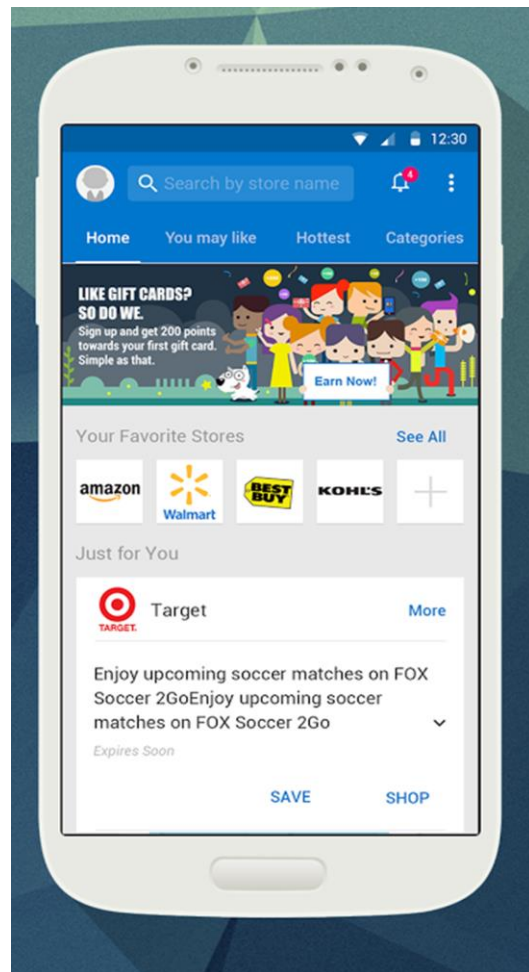 12:30
Search by store name
4
Home You may like Hottest Categories
LIKE GIFT CARDS?
SO DO WE.
Sign up and get 200 points
towards your first gift card.
Simple as that.
Earn Now!
Your Favorite Stores See All
amazon Walmart BEST BUY KOHL'S
Just for You
TARGET. Target More
Enjoy upcoming soccer matches on FOX
Soccer 2GoEnjoy upcoming soccer
matches on FOX Soccer 2Go
Expires Soon
SAVE SHOP